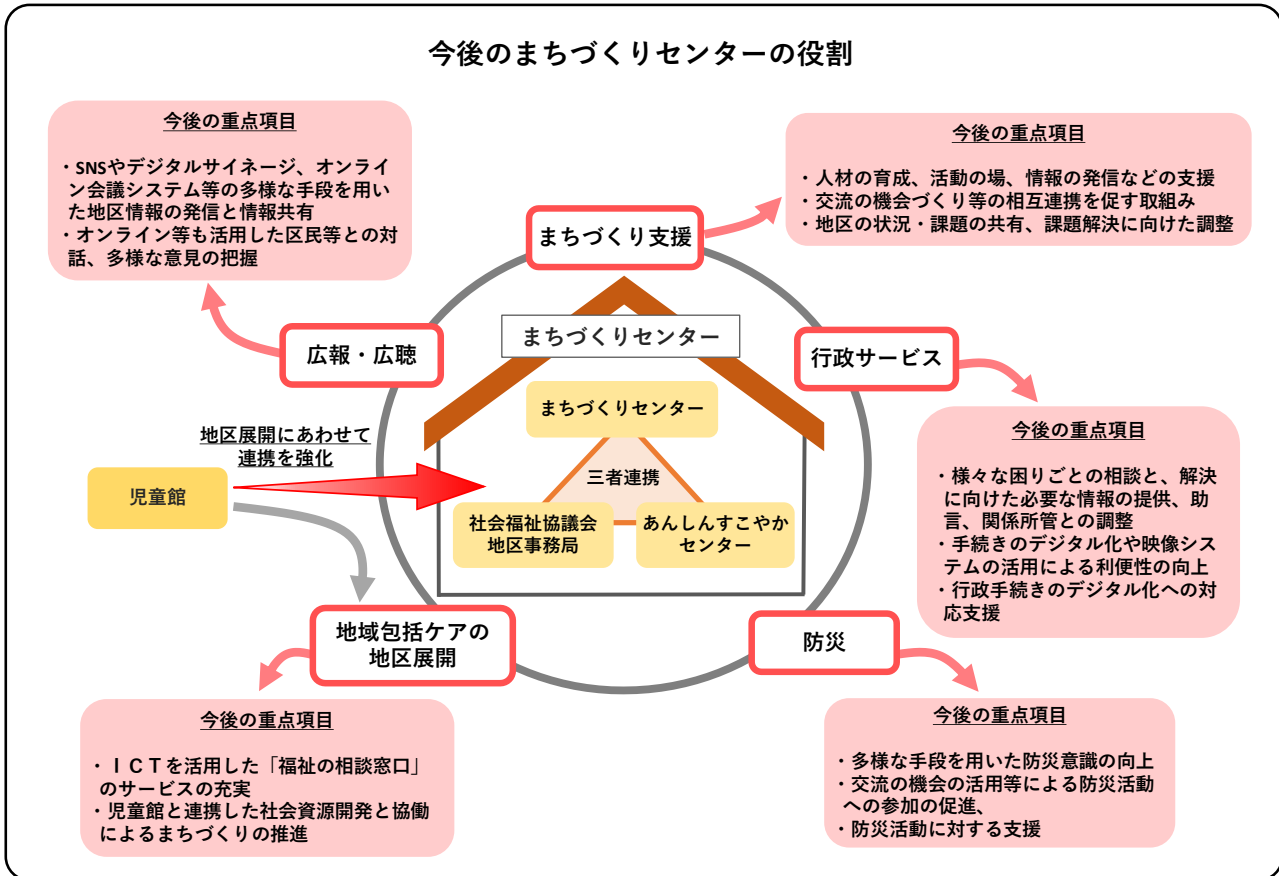 今後のまちづくりセンターの役割
今後の重点項目
・SNSやデジタルサイネージ、オンライ
ン会議システム等の多様な手段を用い
た地区情報の発信と情報共有
・オンライン等も活用した区民等との対
話、多様な意見の把握
今後の重点項目
・人材の育成、活動の場、情報の発信などの支援
・交流の機会づくり等の相互連携を促す取組み
・地区の状況・課題の共有、課題解決に向けた調整
まちづくり支援
広報・広聴
まちづくりセンター
行政サービス
まちづくりセンター
三者連携
社会福祉協議会
地区事務局
あんしんすこやか
センター
地区展開にあわせて
連携を強化
児童館
今後の重点項目
・様々な困りごとの相談と、解決
に向けた必要な情報の提供、助
言、関係所管との調整
・手続きのデジタル化や映像シス
テムの活用による利便性の向上
・行政手続きのデジタル化への対
応支援
地域包括ケアの
地区展開
防災
今後の重点項目
・ＩＣＴを活用した「福祉の相談窓口」
のサービスの充実
・児童館と連携した社会資源開発と協働
によるまちづくりの推進
今後の重点項目
・多様な手段を用いた防災意識の向上
・交流の機会の活用等による防災活動
への参加の促進、
・防災活動に対する支援